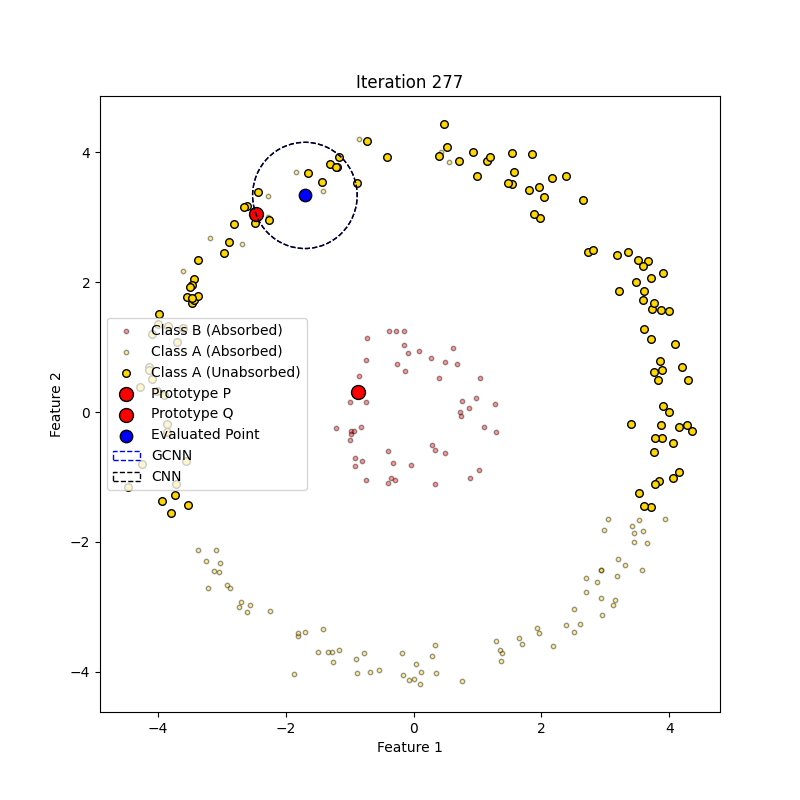 Iteration 277
Feature 2
4
2
0
−2
−4
Class B (Absorbed)
Class A (Absorbed)
Class A (Unabsorbed)
Prototype P
Prototype Q
Evaluated Point
GCNN
CNN
−4
−2
0
2
4
Feature 1